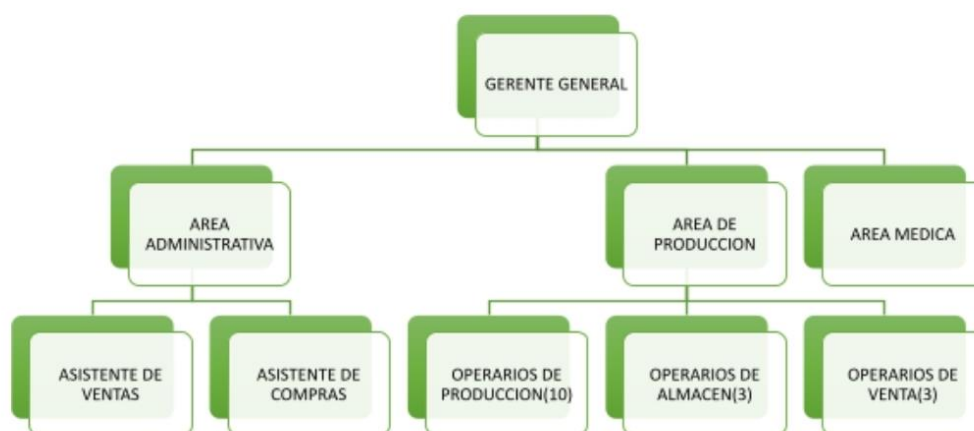 GERENTE GENERAL
AREA
ADMINISTRATIVA
AREA DE
PRODUCCION
AREA MEDICA
ASISTENTE DE
VENTAS
ASISTENTE DE
COMPRAS
OPERARIOS DE
PRODUCCION(10)
OPERARIOS DE
ALMACEN(3)
OPERARIOS DE
VENTA(3)